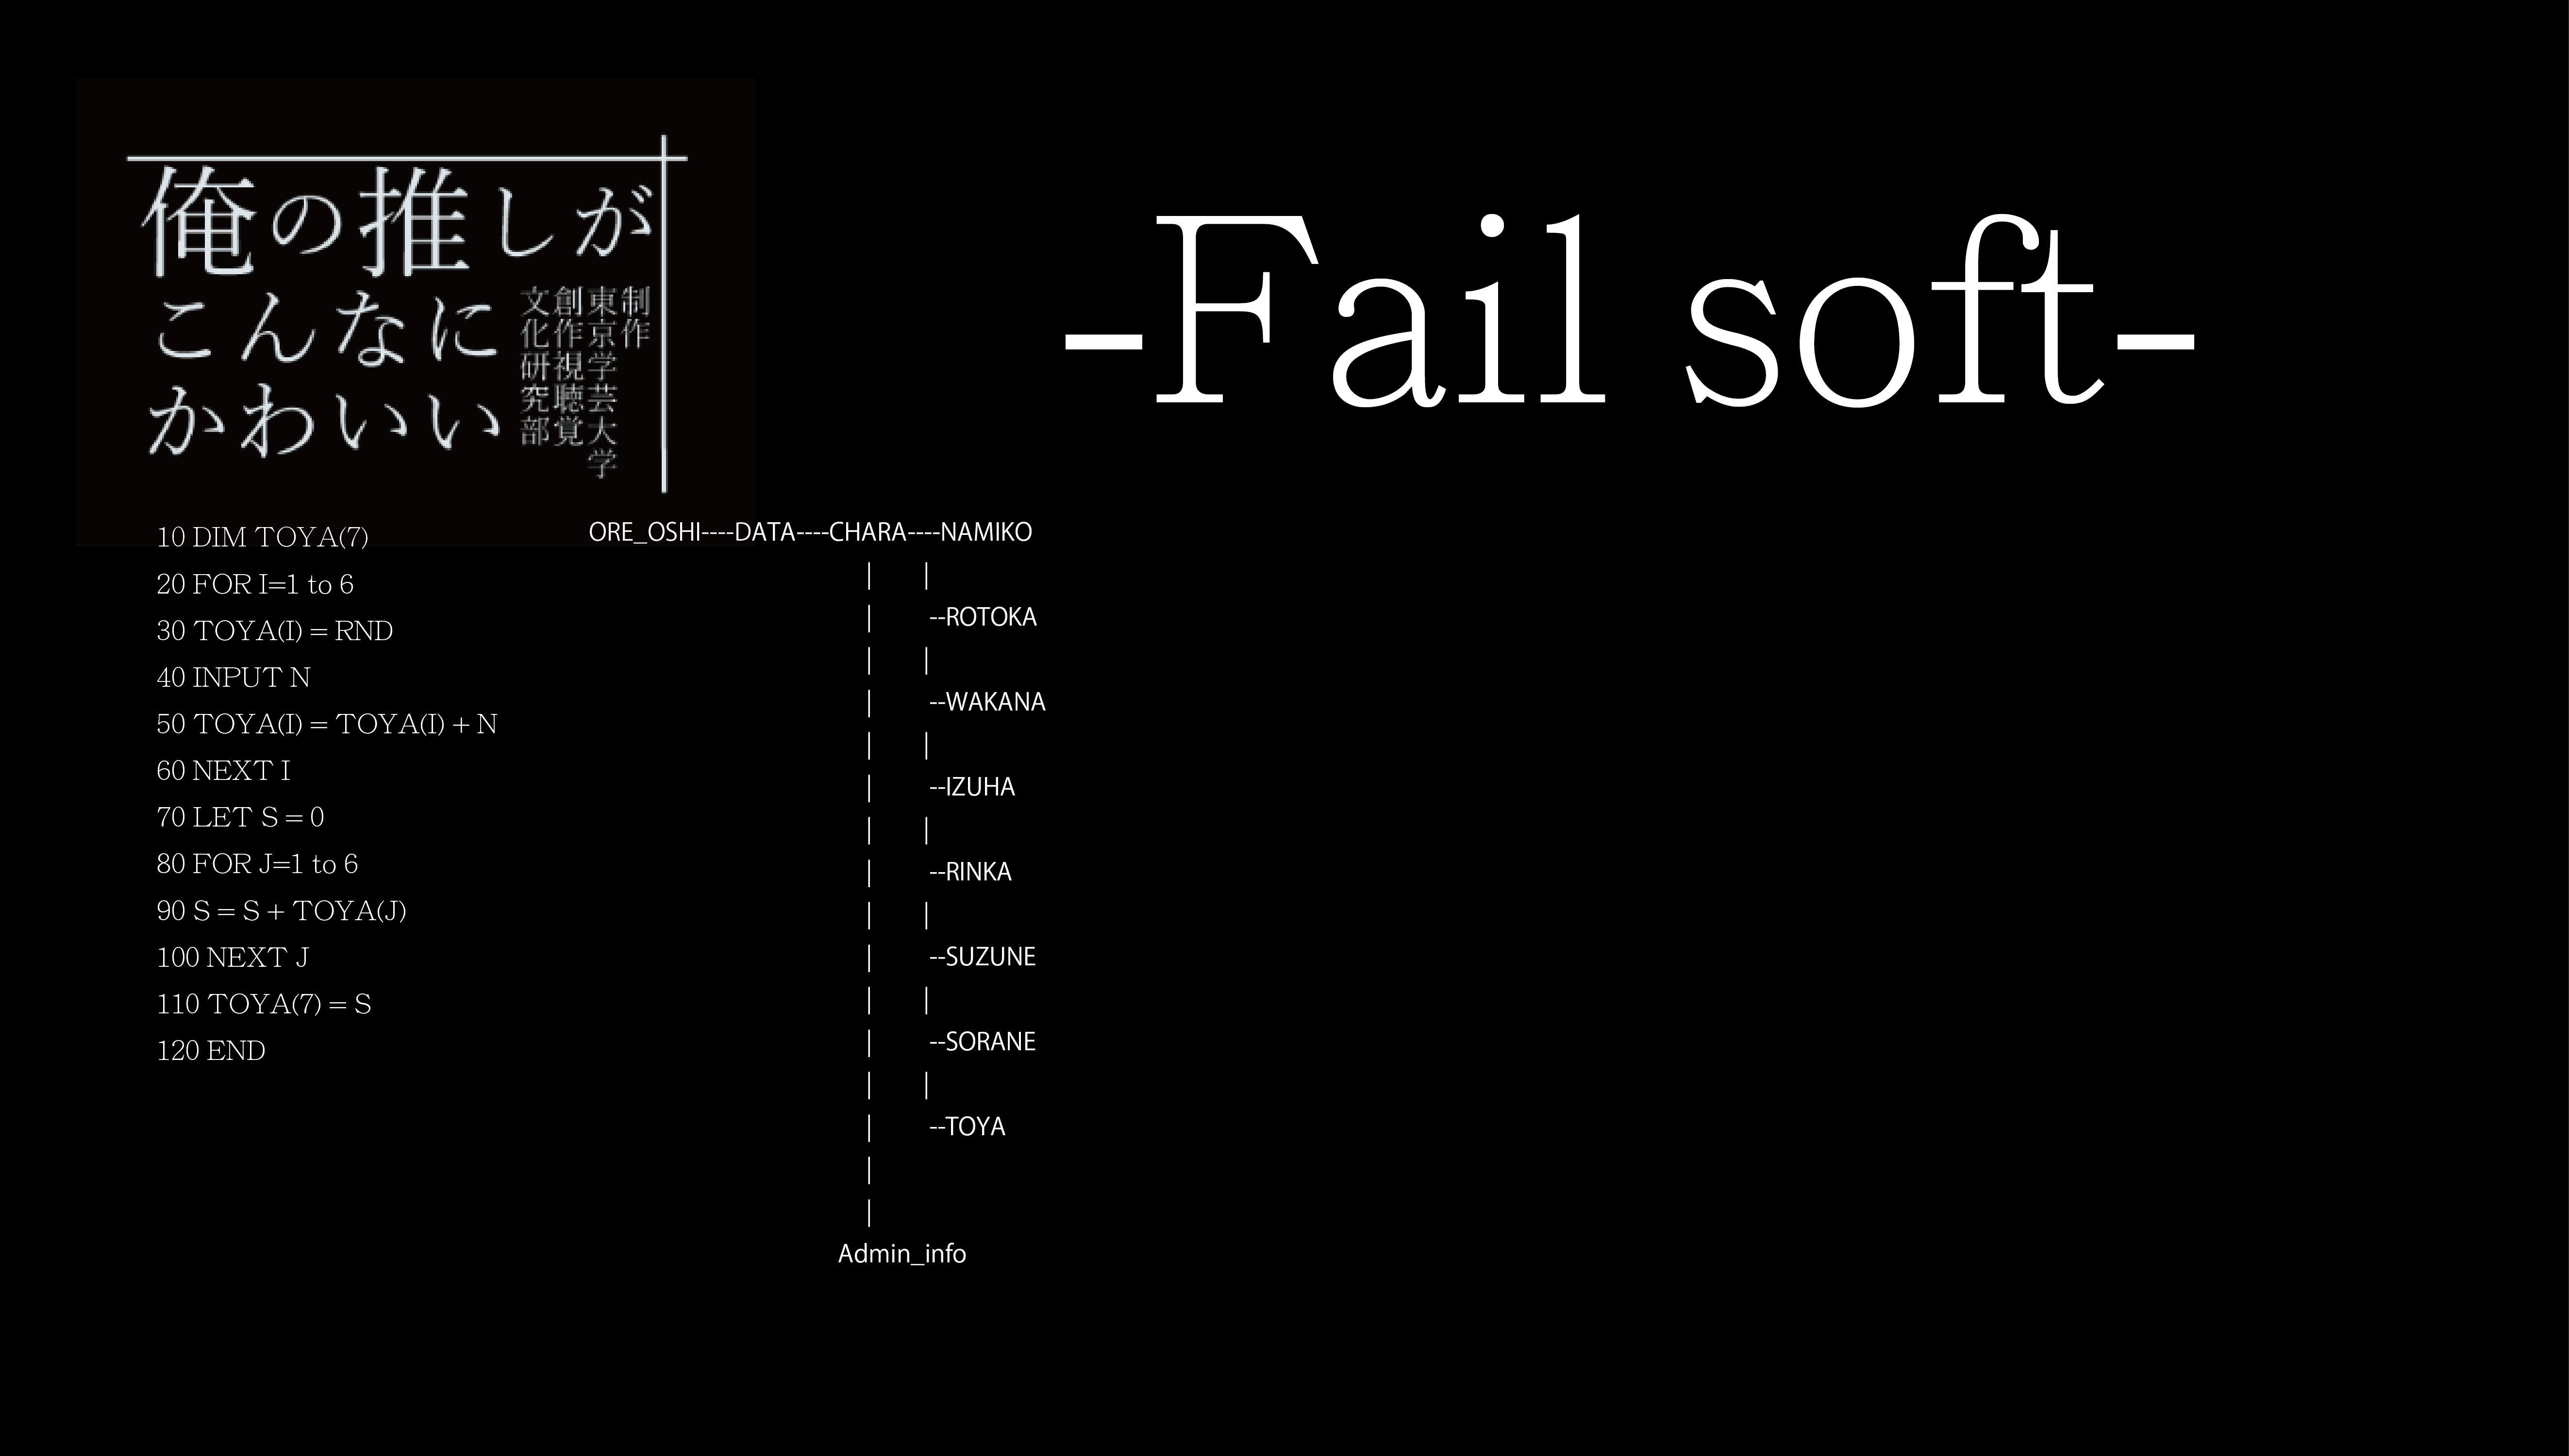 俺の推しが
こんなに
かわいい
制作
東京学芸大学
創作視聴覚
文化研究部
-Fail soft-
10 DIM TOYA(7)
20 FOR I=1 to 6
30 TOYA(I) = RND
40 INPUT N
50 TOYA(I) = TOYA(I) + N
60 NEXT I
70 LET S = 0
80 FOR J=1 to 6
90 S = S + TOYA(J)
100 NEXT J
110 TOYA(7) = S
120 END
ORE_OSHI----DATA----CHARA----NAMIKO
| |
| --ROTOKA
| |
| --WAKANA
| |
| --IZUHA
| |
| --RINKA
| |
| --SUZUNE
| |
| --SORANE
| |
| --TOYA
|
|
Admin_info